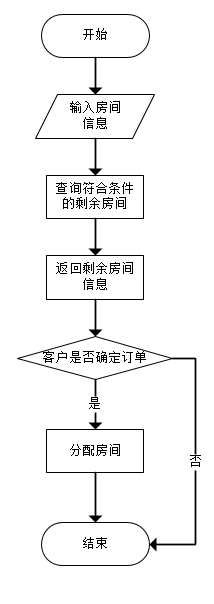 开始
输入房间
信息
查询符合条件
的剩余房间
返回剩余房间
信息
客户是否确定订单
是
否
分配房间
结束